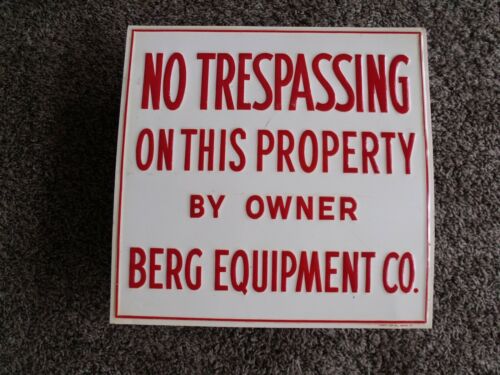 NO TRESPASSING
ON THIS PROPERTY
BY OWNER
BERG EQUIPMENT CO.